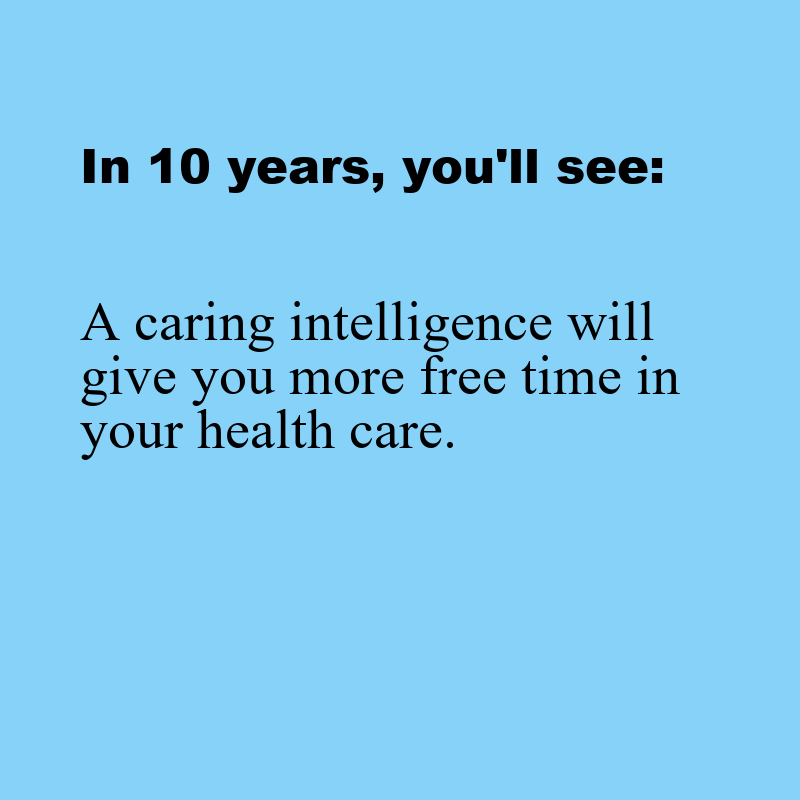 In 10 years, you'll see:
A caring intelligence will
give you more free time in
your health care.